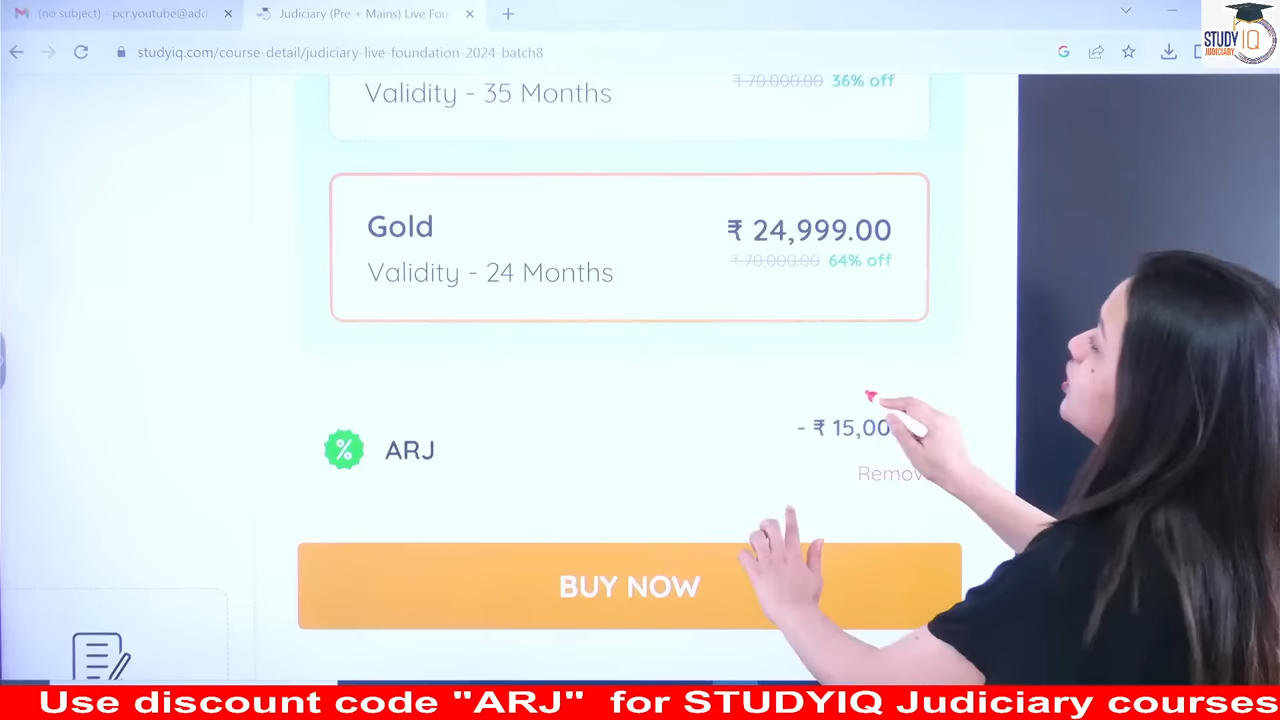 (no subject) - pcr.youtube@add
Judiciary (Pre + Mains) Live Fou
studyiq.com/course-detail/judiciary-live-foundation-2024-batch8
STUDY IQ
JUDICIARY
Validity - 35 Months
₹ 70,000.00 36% off
Gold
₹ 24,999.00
Validity - 24 Months
₹ 70,000.00 64% off
% ARJ
- ₹ 15,00
Remov
BUY NOW
Use discount code "ARJ" for STUDYIQ Judiciary courses